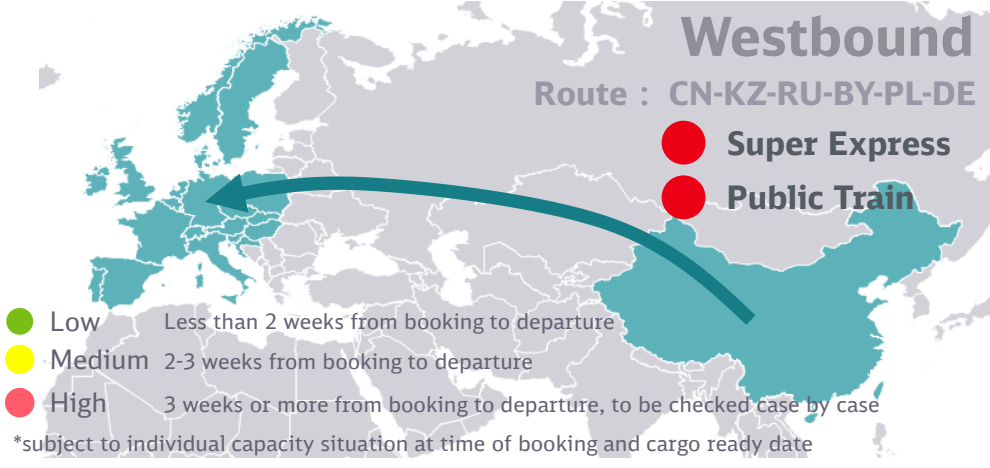 Westbound
Route : CN-KZ-RU-BY-PL-DE
Super Express
Public Train
Low Less than 2 weeks from booking to departure
Medium 2-3 weeks from booking to departure
High 3 weeks or more from booking to departure, to be checked case by case
*subject to individual capacity situation at time of booking and cargo ready date